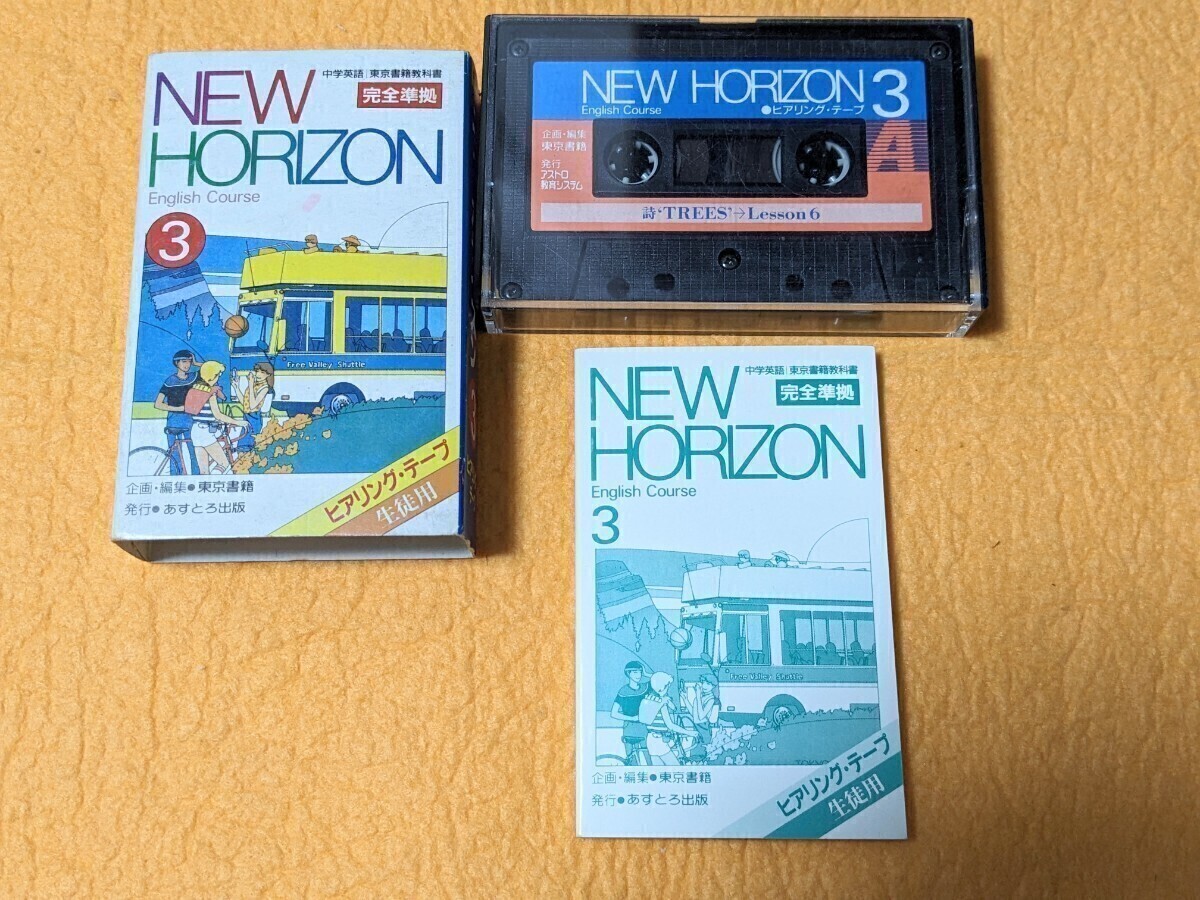 NEW
HORIZON
English Course
中学英語|東京書籍教科書
完全準拠
3
Free Valley Shuttle
企画・編集●東京書籍
発行●あすとろ出版
ヒアリング・テープ
生徒用
NEW HORIZON 3
English Course
●ヒアリング・テープ
A
企画・編集
東京書籍
発行
アストロ
教育システム
詩‘TREES’→Lesson 6
NEW
HORIZON
English Course
中学英語|東京書籍教科書
完全準拠
3
Free Valley Shuttle
TOKYO
企画・編集●東京書籍
発行●あすとろ出版
ヒアリング・テープ
生徒用